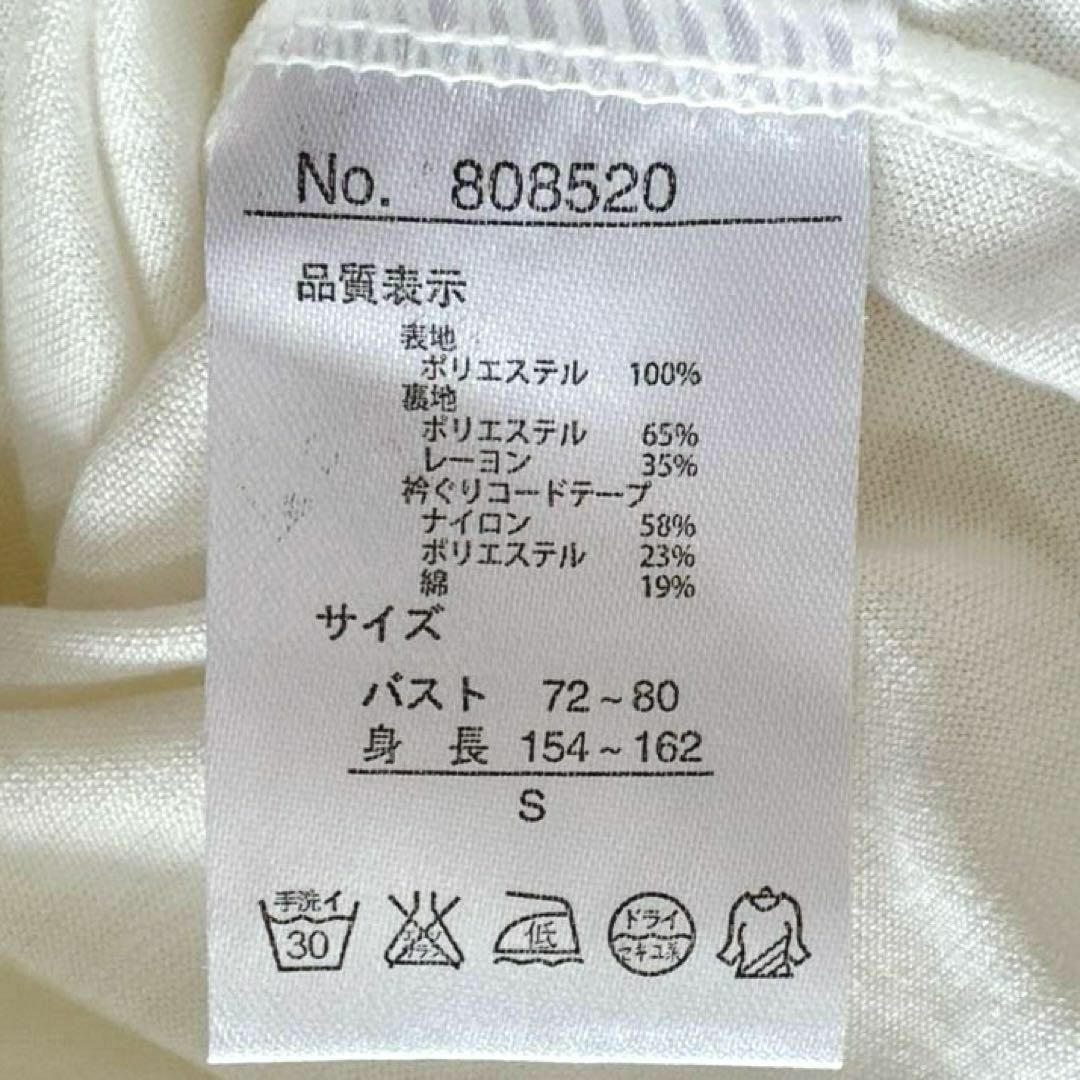 No. 808520
品質表示
表地
ポリエステル 100%
裏地
ポリエステル 65%
レーヨン 35%
衿ぐりコードテープ
ナイロン 58%
ポリエステル 23%
綿 19%
サイズ
バスト 72~80
身 長 154~162
S
手洗イ
30
低
ドライ